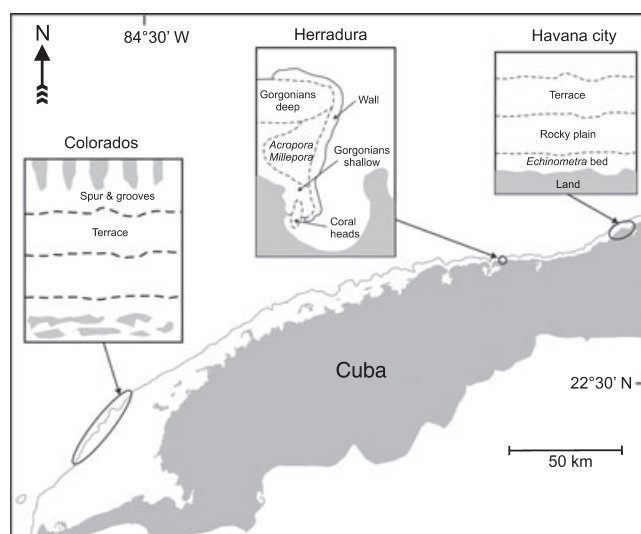 N
84°30' W
Herradura
Havana city
Gorgonians
deep
Wall
Acropora
Millepora
Gorgonians
shallow
Coral
heads
Terrace
Rocky plain
Echinometra bed
Land
Colorados
Spur & grooves
Terrace
Cuba
22°30' N
50 km